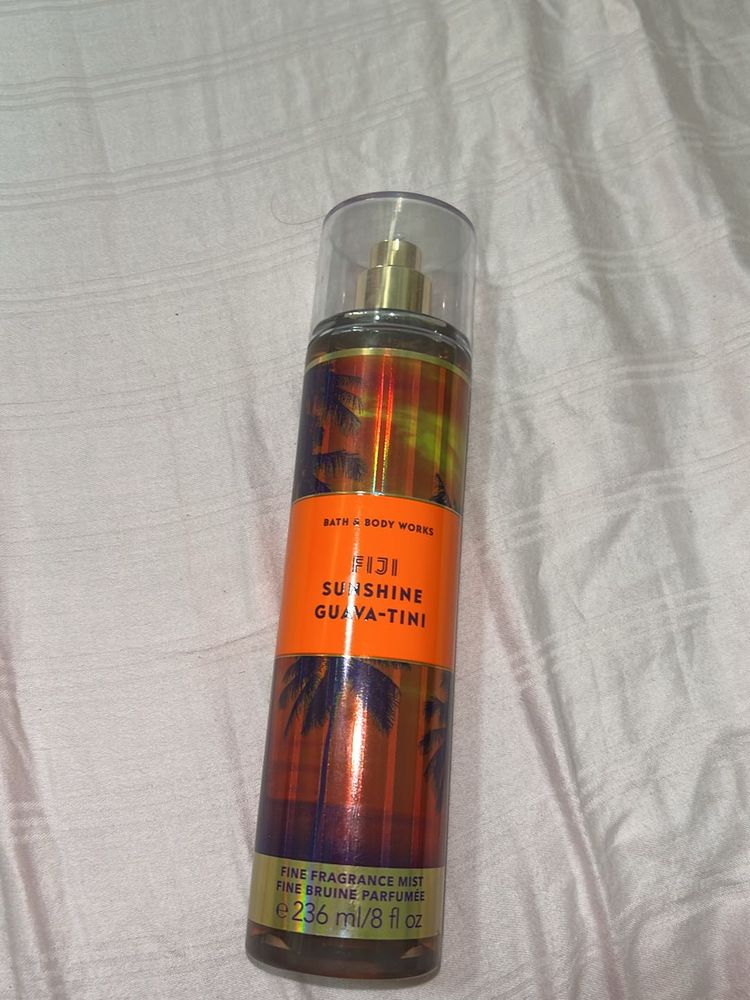 BATH & BODY WORKS
FIJI
SUNSHINE
GUAVA-TINI
FINE FRAGRANCE MIST
FINE BRUINE PARFUMÉE
℮ 236 ml/8 fl oz